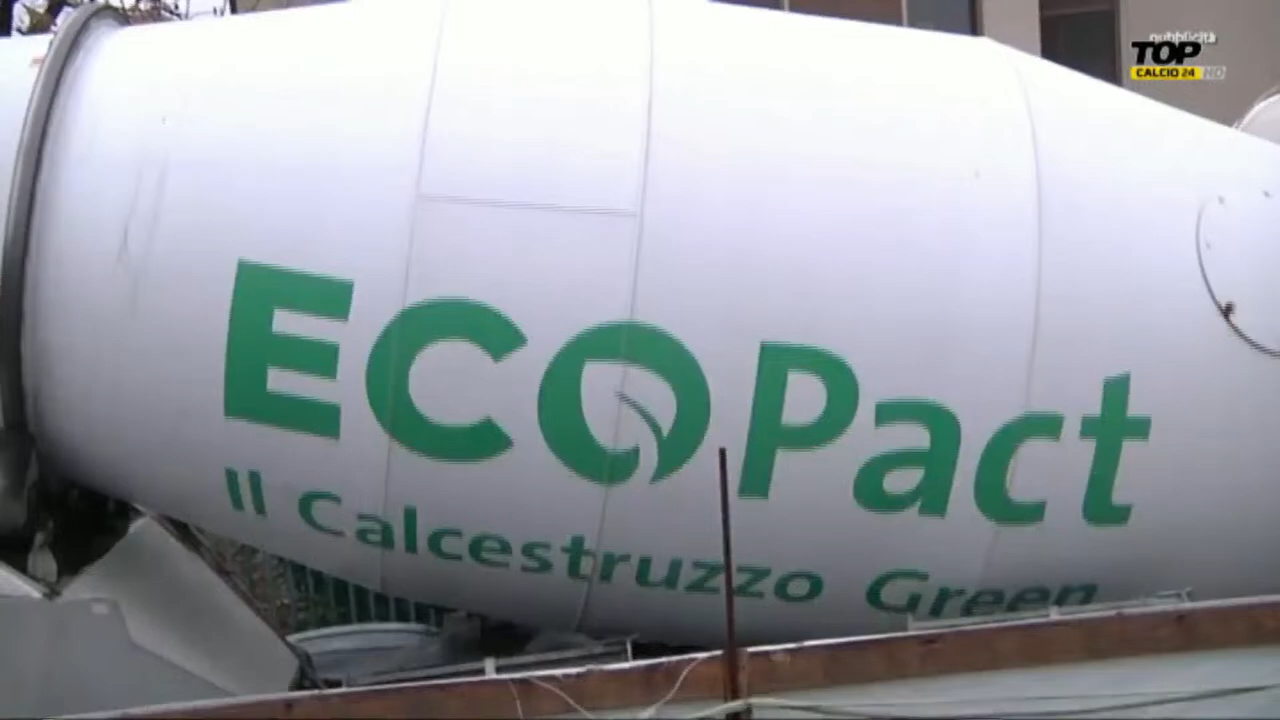 pubblicità
TOP
CALCIO 24 HD
ECOPact
Il Calcestruzzo Green